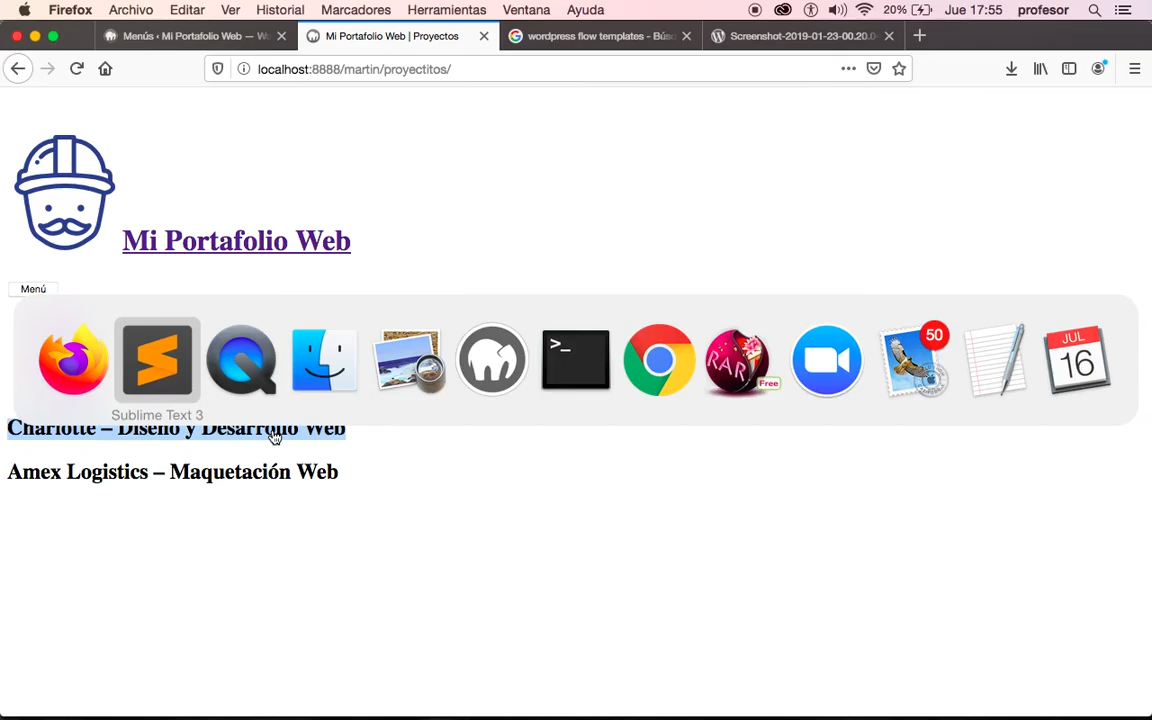 Firefox Archivo Editar Ver Historial Marcadores Herramientas Ventana Ayuda 20% Jue 17:55 profesor
Menús ‹ Mi Portafolio Web — W
Mi Portafolio Web | Proyectos
wordpress flow templates - Bús
Screenshot-2019-01-23-00.20.0
localhost:8888/martin/proyectitos/
Mi Portafolio Web
Menú
>_
RAR
Free
50
JUL
16
Sublime Text 3
Charlotte – Diseño y Desarrollo Web
Amex Logistics – Maquetación Web